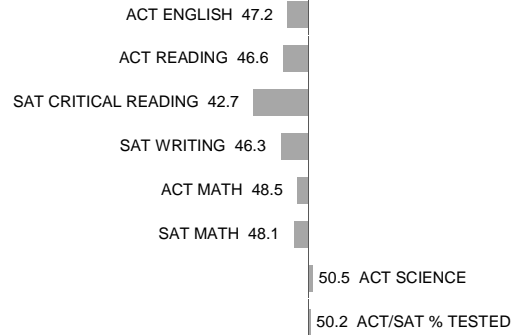 ACT ENGLISH 47.2
ACT READING 46.6
SAT CRITICAL READING 42.7
SAT WRITING 46.3
ACT MATH 48.5
SAT MATH 48.1
50.5 ACT SCIENCE
50.2 ACT/SAT % TESTED